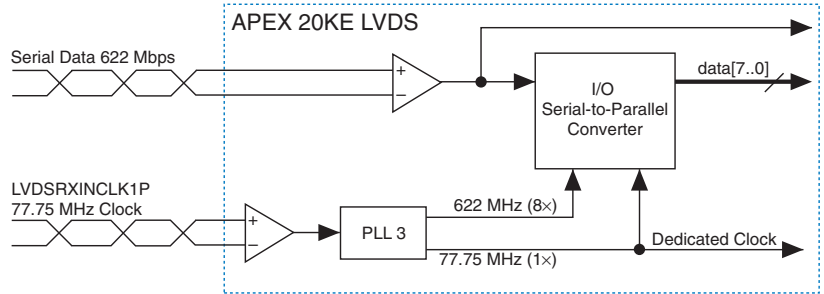 APEX 20KE LVDS
Serial Data 622 Mbps
+
–
I/O
Serial-to-Parallel
Converter
data[7..0]
LVDSRXINCLK1P
77.75 MHz Clock
+
–
PLL 3
622 MHz (8×)
77.75 MHz (1×)
Dedicated Clock